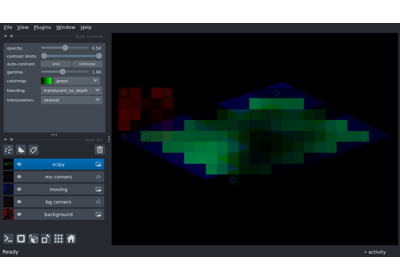 File View Plugins Window Help
opacity: 0.50
contrast limits:
auto-contrast: once continuous
gamma: 1.00
colormap: green
blending: translucent_no_depth
interpolation: nearest
scipy
mv corners
moving
bg corners
background
Ready
activity